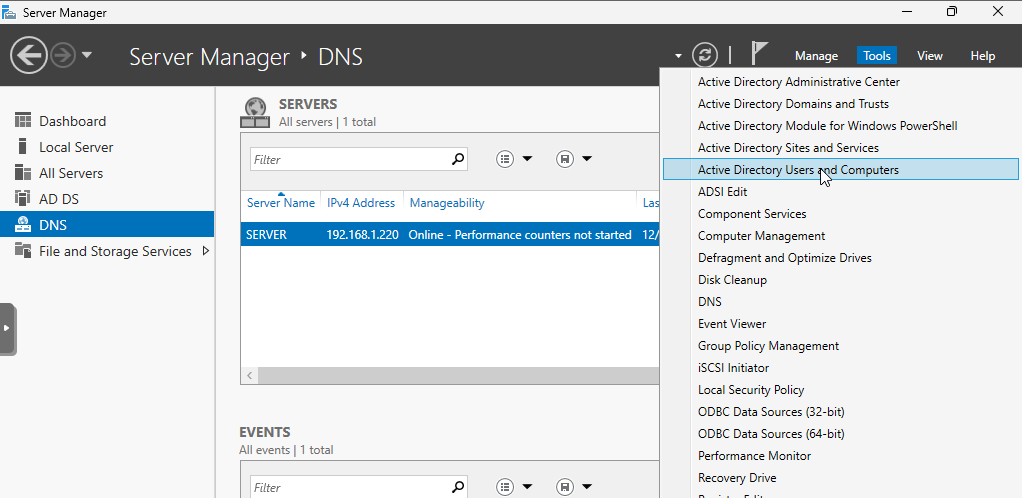 Server Manager
Server Manager • DNS
Manage Tools View Help
Dashboard
Local Server
All Servers
AD DS
DNS
File and Storage Services
SERVERS
All servers | 1 total
Filter
Server Name IPv4 Address Manageability Las
SERVER 192.168.1.220 Online - Performance counters not started 12/
EVENTS
All events | 1 total
Filter
Active Directory Administrative Center
Active Directory Domains and Trusts
Active Directory Module for Windows PowerShell
Active Directory Sites and Services
Active Directory Users and Computers
ADSI Edit
Component Services
Computer Management
Defragment and Optimize Drives
Disk Cleanup
DNS
Event Viewer
Group Policy Management
iSCSI Initiator
Local Security Policy
ODBC Data Sources (32-bit)
ODBC Data Sources (64-bit)
Performance Monitor
Recovery Drive